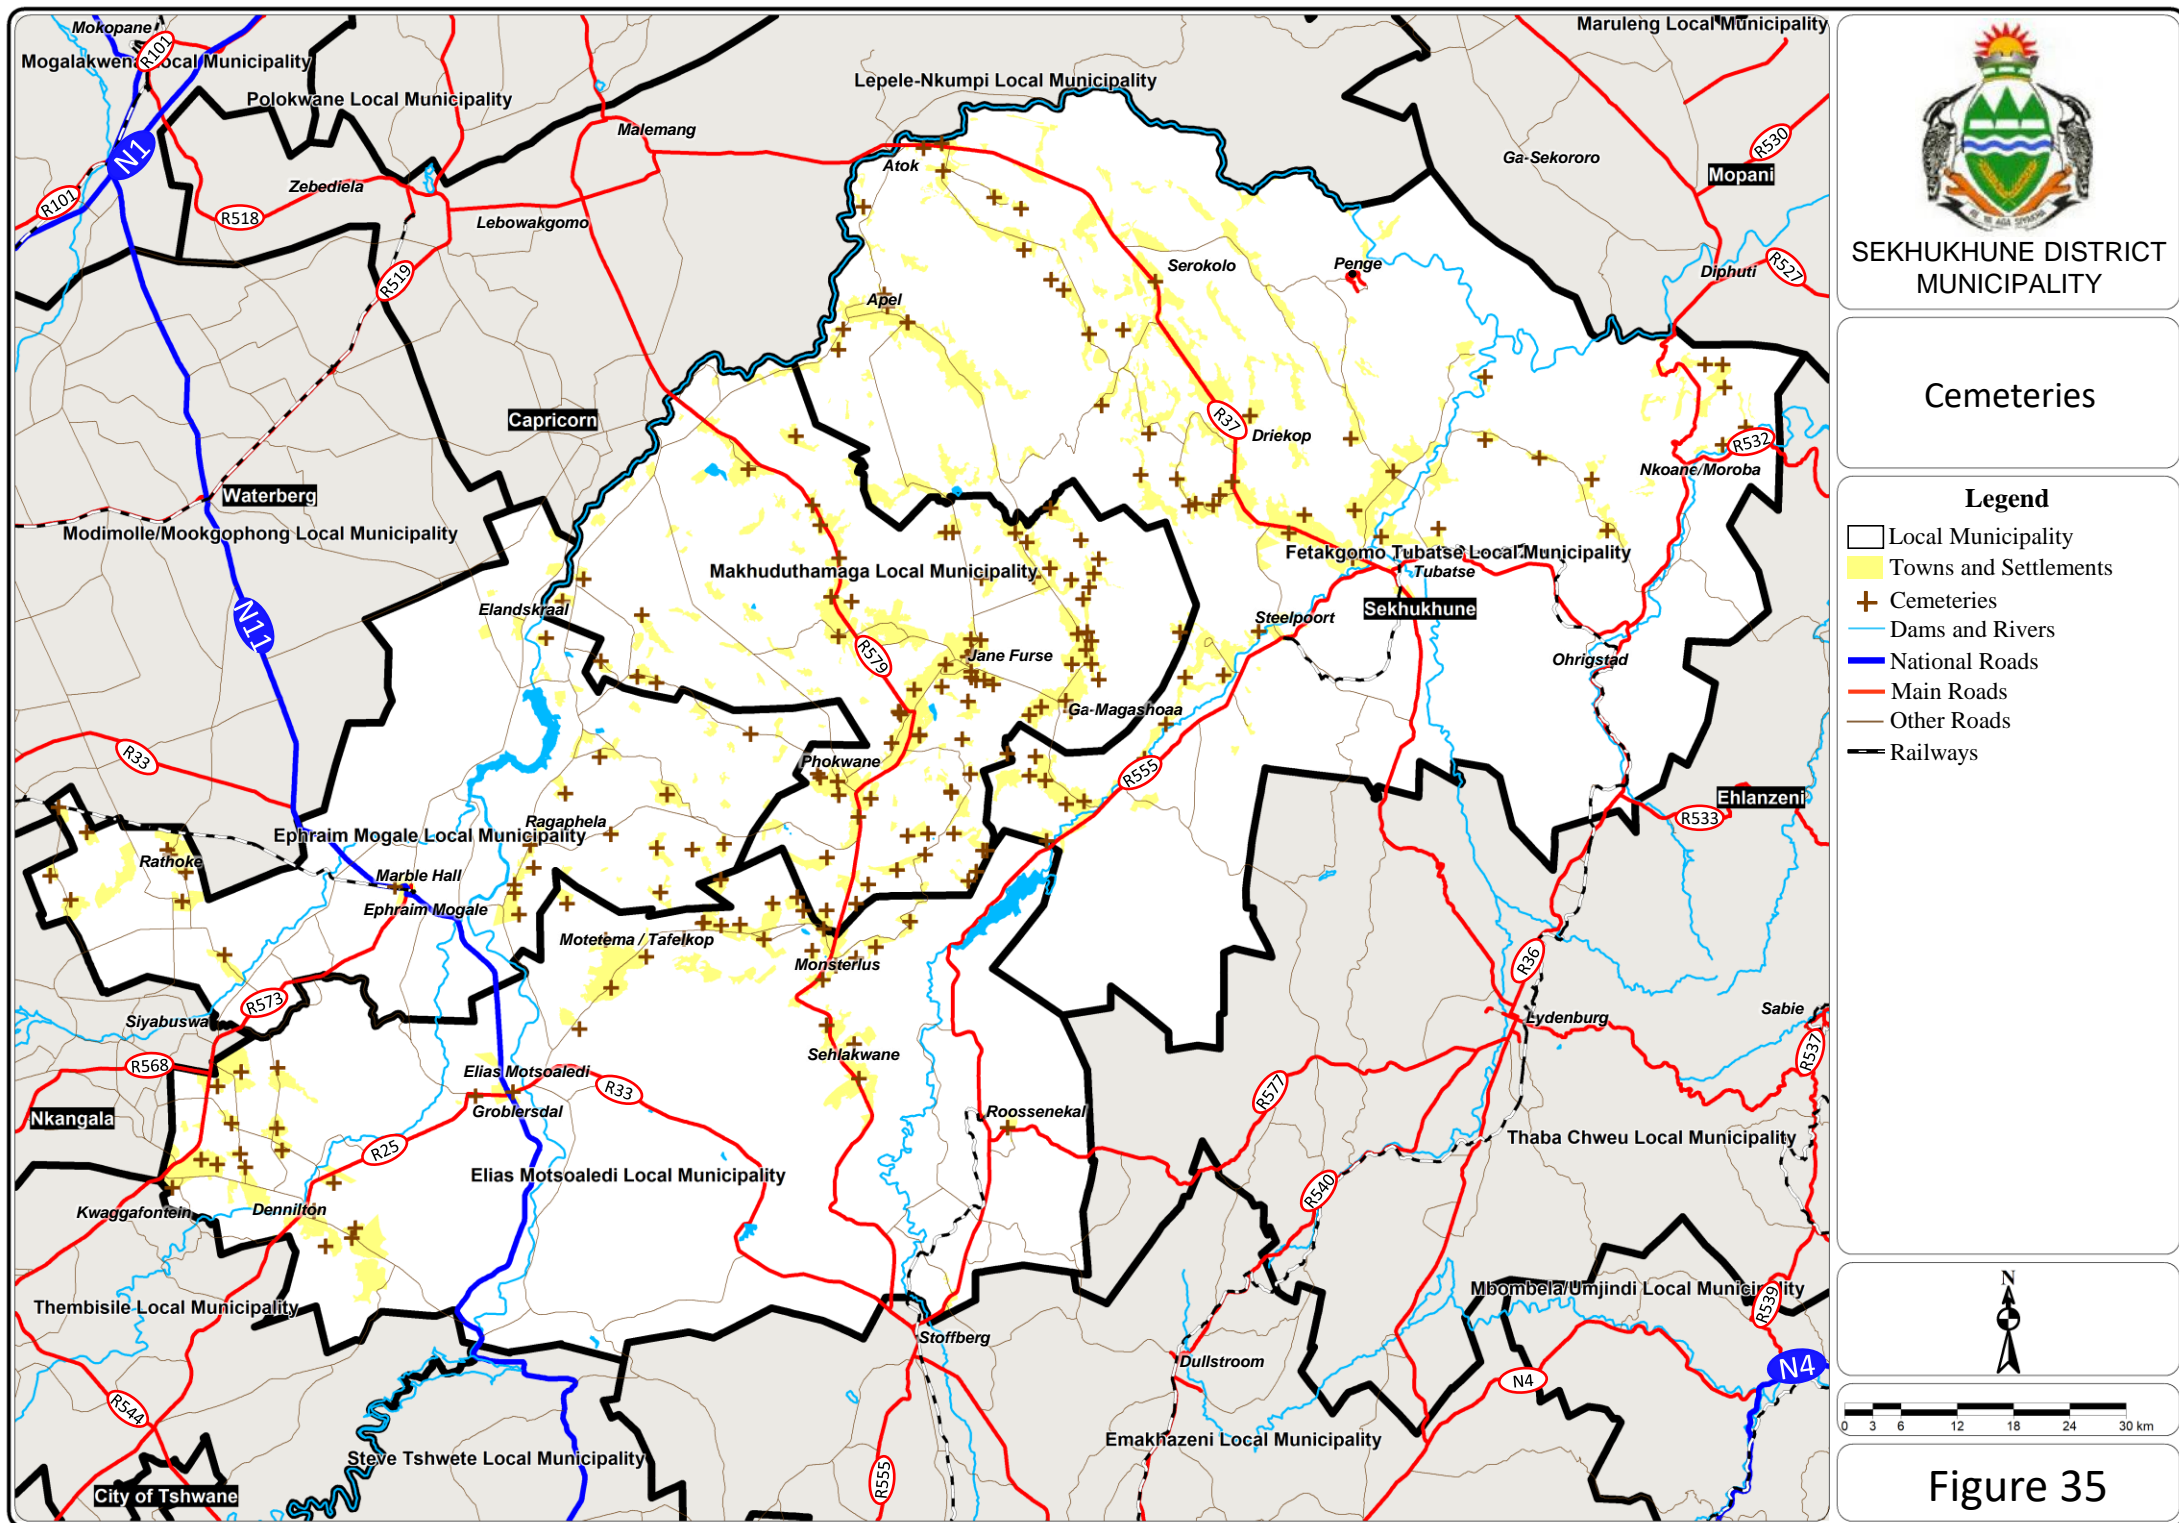 Mokopane
R101
Mogalakwena Local Municipality
Polokwane Local Municipality
Lepele-Nkumpi Local Municipality
Maruleng Local Municipality
Malemang
N1
Atok
R530
Ga-Sekororo
Mopani
Zebediela
R101
R518
Lebowakgomo
R519
Serokolo
Penge
Diphuti
R527
Apel
Capricorn
R37
Driekop
R532
Nkoane/Moroba
Waterberg
Modimolle/Mookgophong Local Municipality
Fetakgomo Tubatse Local Municipality
Tubatse
Makhuduthamaga Local Municipality
Elandskraal
Sekhukhune
Steelpoort
N11
R579
Jane Furse
Ohrigstad
Ga-Magashoaa
R33
Phokwane
R555
Ehlanzeni
R533
Ragaphela
Ephraim Mogale Local Municipality
Rathoke
Marble Hall
Ephraim Mogale
Motetema / Tafelkop
Monsterlus
R36
R573
Siyabuswa
Lydenburg
Sabie
R537
Sehlakwane
R568
Elias Motsoaledi
R33
R577
Groblersdal
Roossenekal
Nkangala
R25
Thaba Chweu Local Municipality
Elias Motsoaledi Local Municipality
R540
Kwaggafontein
Dennilton
Thembisile Local Municipality
Mbombela/Umjindi Local Municipality
R539
Stoffberg
Dullstroom
N4
N4
R544
Emakhazeni Local Municipality
Steve Tshwete Local Municipality
R555
City of Tshwane
SEKHUKHUNE DISTRICT
MUNICIPALITY
Cemeteries
Legend
Local Municipality
Towns and Settlements
Cemeteries
Dams and Rivers
National Roads
Main Roads
Other Roads
Railways
N
0 3 6 12 18 24 30 km
Figure 35